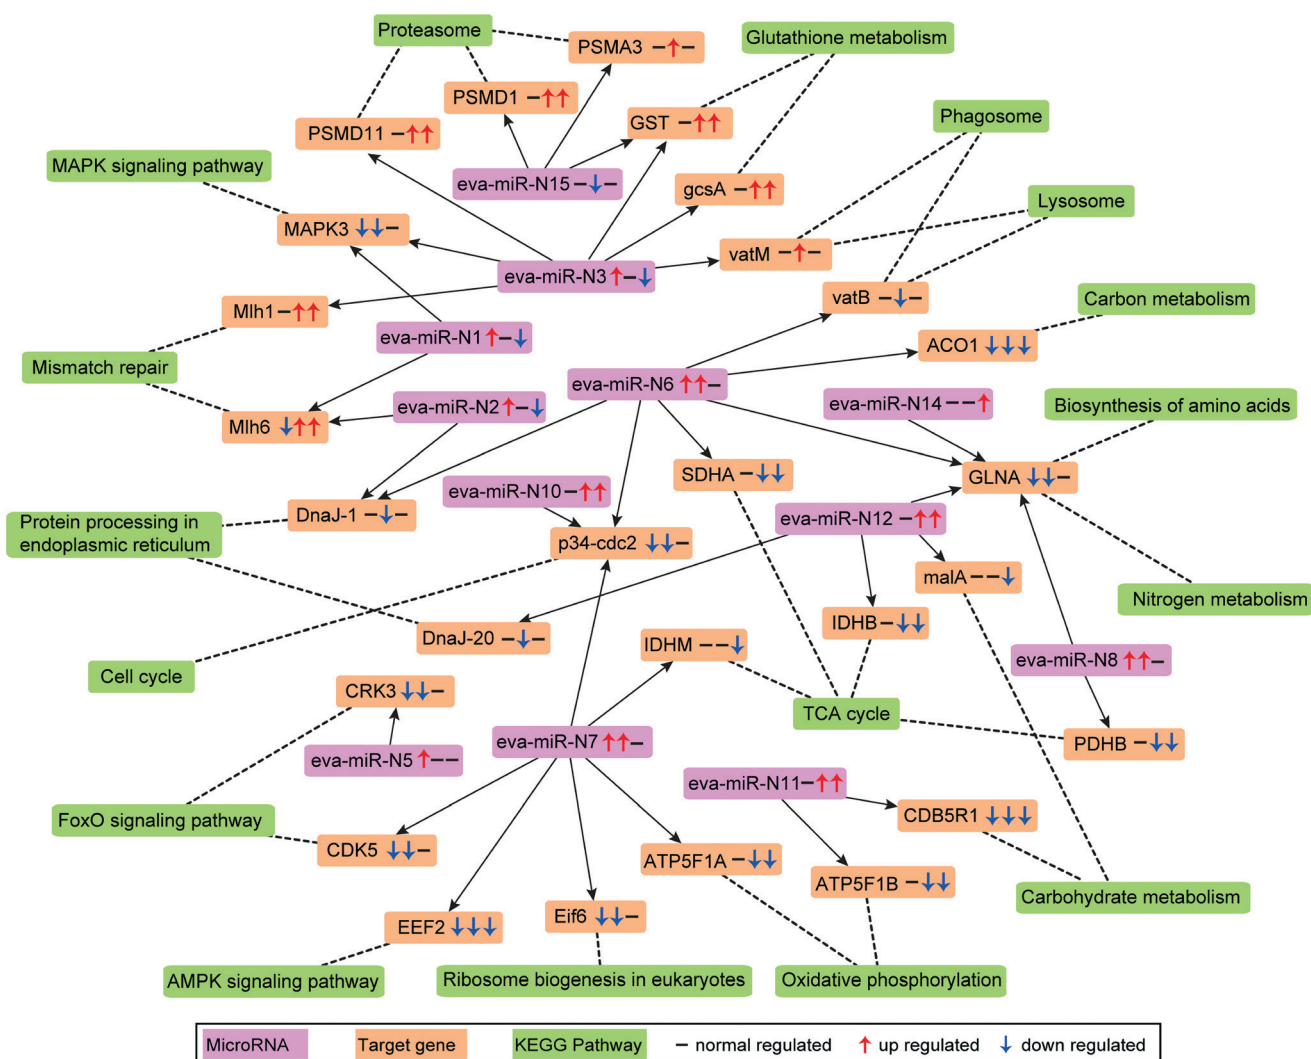 Proteasome
PSMA3 –↑–
Glutathione metabolism
PSMD1 –↑↑
PSMD11 –↑↑
GST –↑↑
Phagosome
MAPK signaling pathway
eva-miR-N15 –↓–
gcsA –↑↑
Lysosome
MAPK3 ↓↓–
vatM –↑–
eva-miR-N3 ↑–↓
vatB –↓–
Carbon metabolism
Mlh1 –↑↑
eva-miR-N1 ↑–↓
ACO1 ↓↓↓
Mismatch repair
eva-miR-N6 ↑↑–
eva-miR-N2 ↑–↓
eva-miR-N14 ––↑
Biosynthesis of amino acids
Mlh6 ↓↑↑
SDHA –↓↓
GLNA ↓↓–
eva-miR-N10 –↑↑
DnaJ-1 –↓–
eva-miR-N12 –↑↑
Protein processing in
endoplasmic reticulum
p34-cdc2 ↓↓–
malA ––↓
Nitrogen metabolism
DnaJ-20 –↓–
IDHM ––↓
IDHB –↓↓
eva-miR-N8 ↑↑–
Cell cycle
CRK3 ↓↓–
TCA cycle
eva-miR-N7 ↑↑–
PDHB –↓↓
eva-miR-N5 ↑––
eva-miR-N11 –↑↑
FoxO signaling pathway
CDB5R1 ↓↓↓
CDK5 ↓↓–
ATP5F1A –↓↓
ATP5F1B –↓↓
Carbohydrate metabolism
EEF2 ↓↓↓
Eif6 ↓↓–
AMPK signaling pathway
Ribosome biogenesis in eukaryotes
Oxidative phosphorylation
MicroRNA
Target gene
KEGG Pathway
– normal regulated
↑ up regulated
↓ down regulated